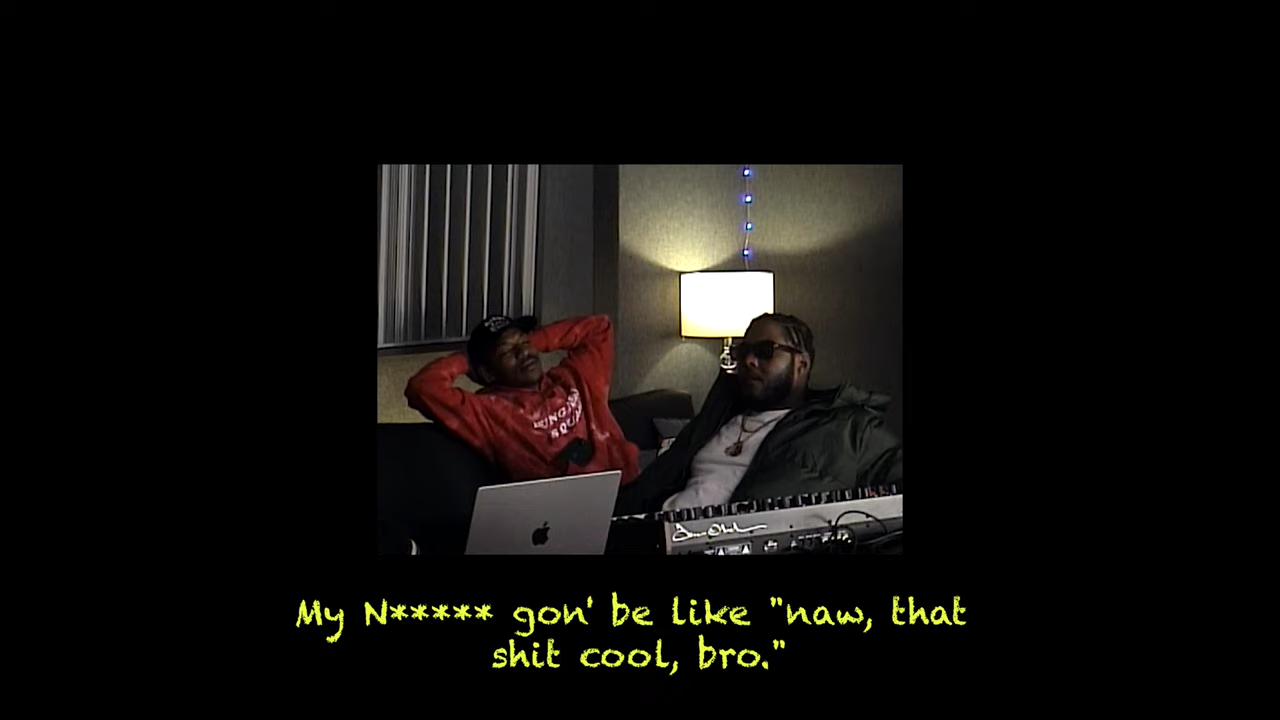 My N***** gon' be like "naw, that
shit cool, bro."